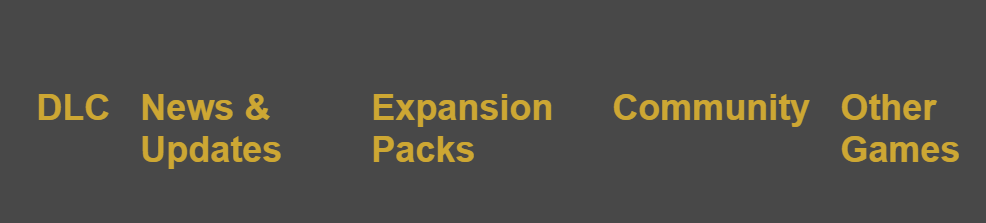 DLC
News &
Updates
Expansion
Packs
Community
Other
Games